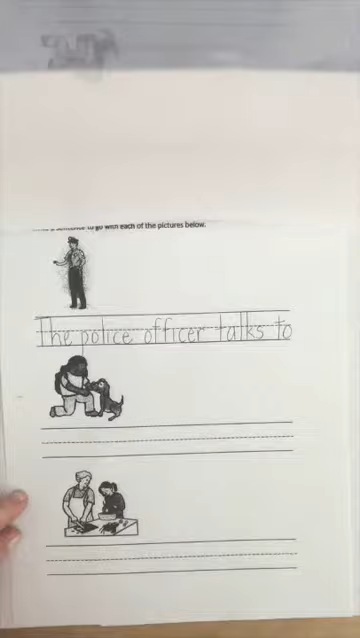 sentence to go with each of the pictures below.
The police officer talks to